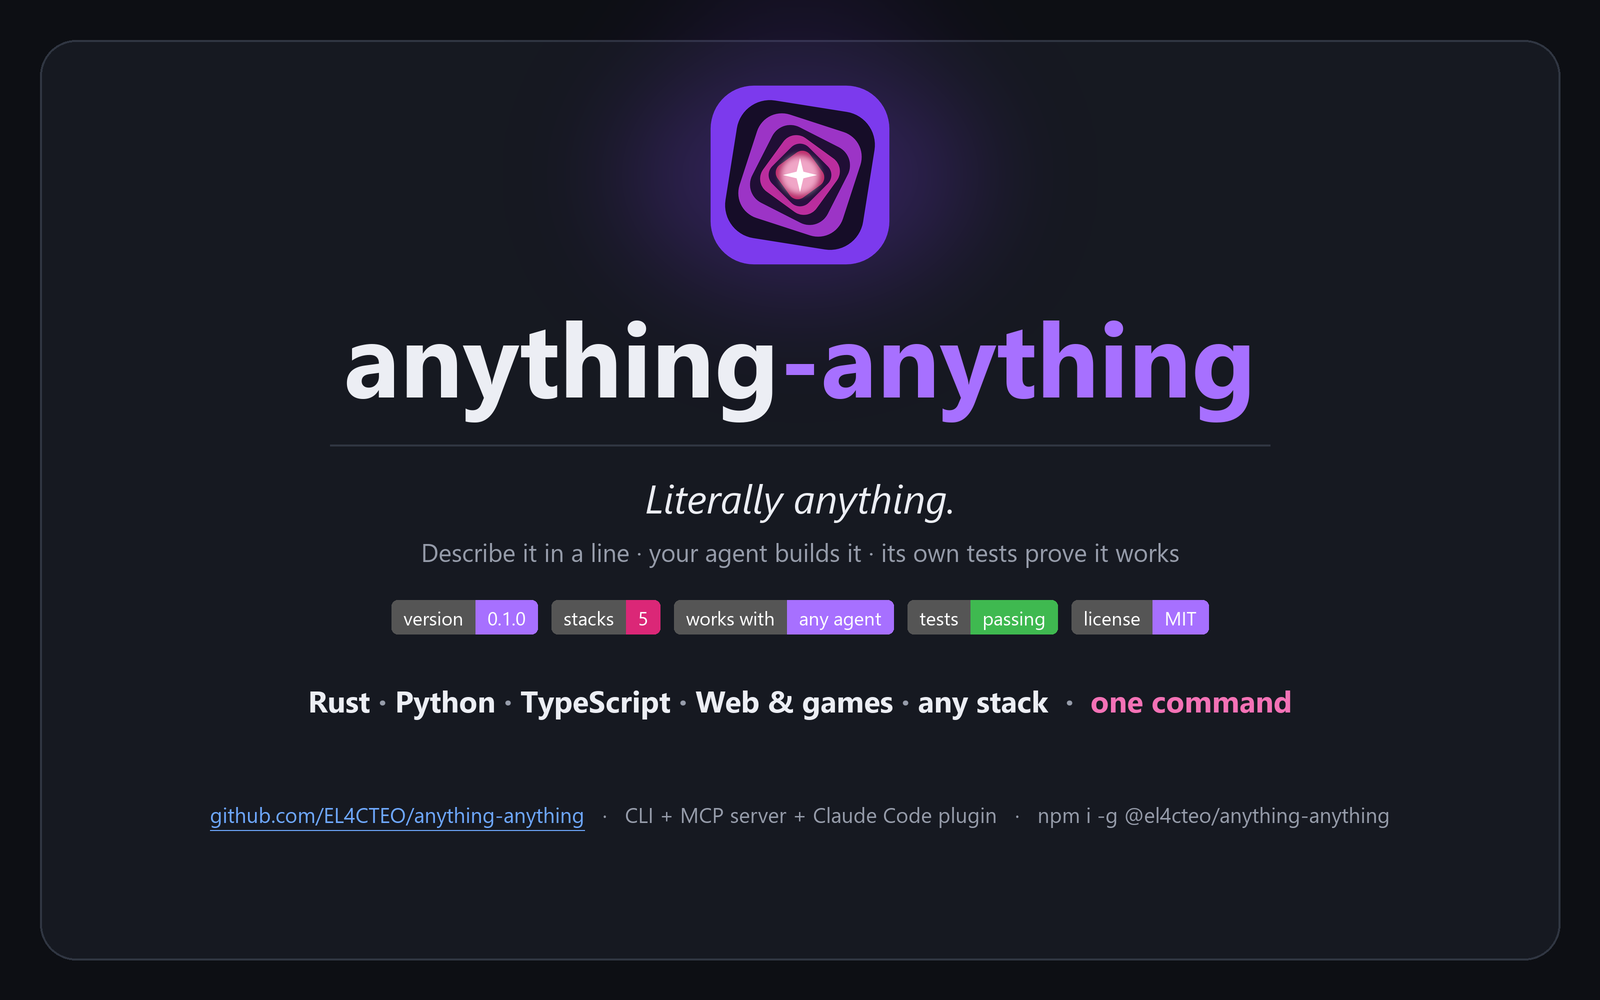 anything-anything
Literally anything.
Describe it in a line · your agent builds it · its own tests prove it works
version 0.1.0 stacks 5 works with any agent tests passing license MIT
Rust · Python · TypeScript · Web & games · any stack · one command
github.com/EL4CTEO/anything-anything · CLI + MCP server + Claude Code plugin · npm i -g @el4cteo/anything-anything